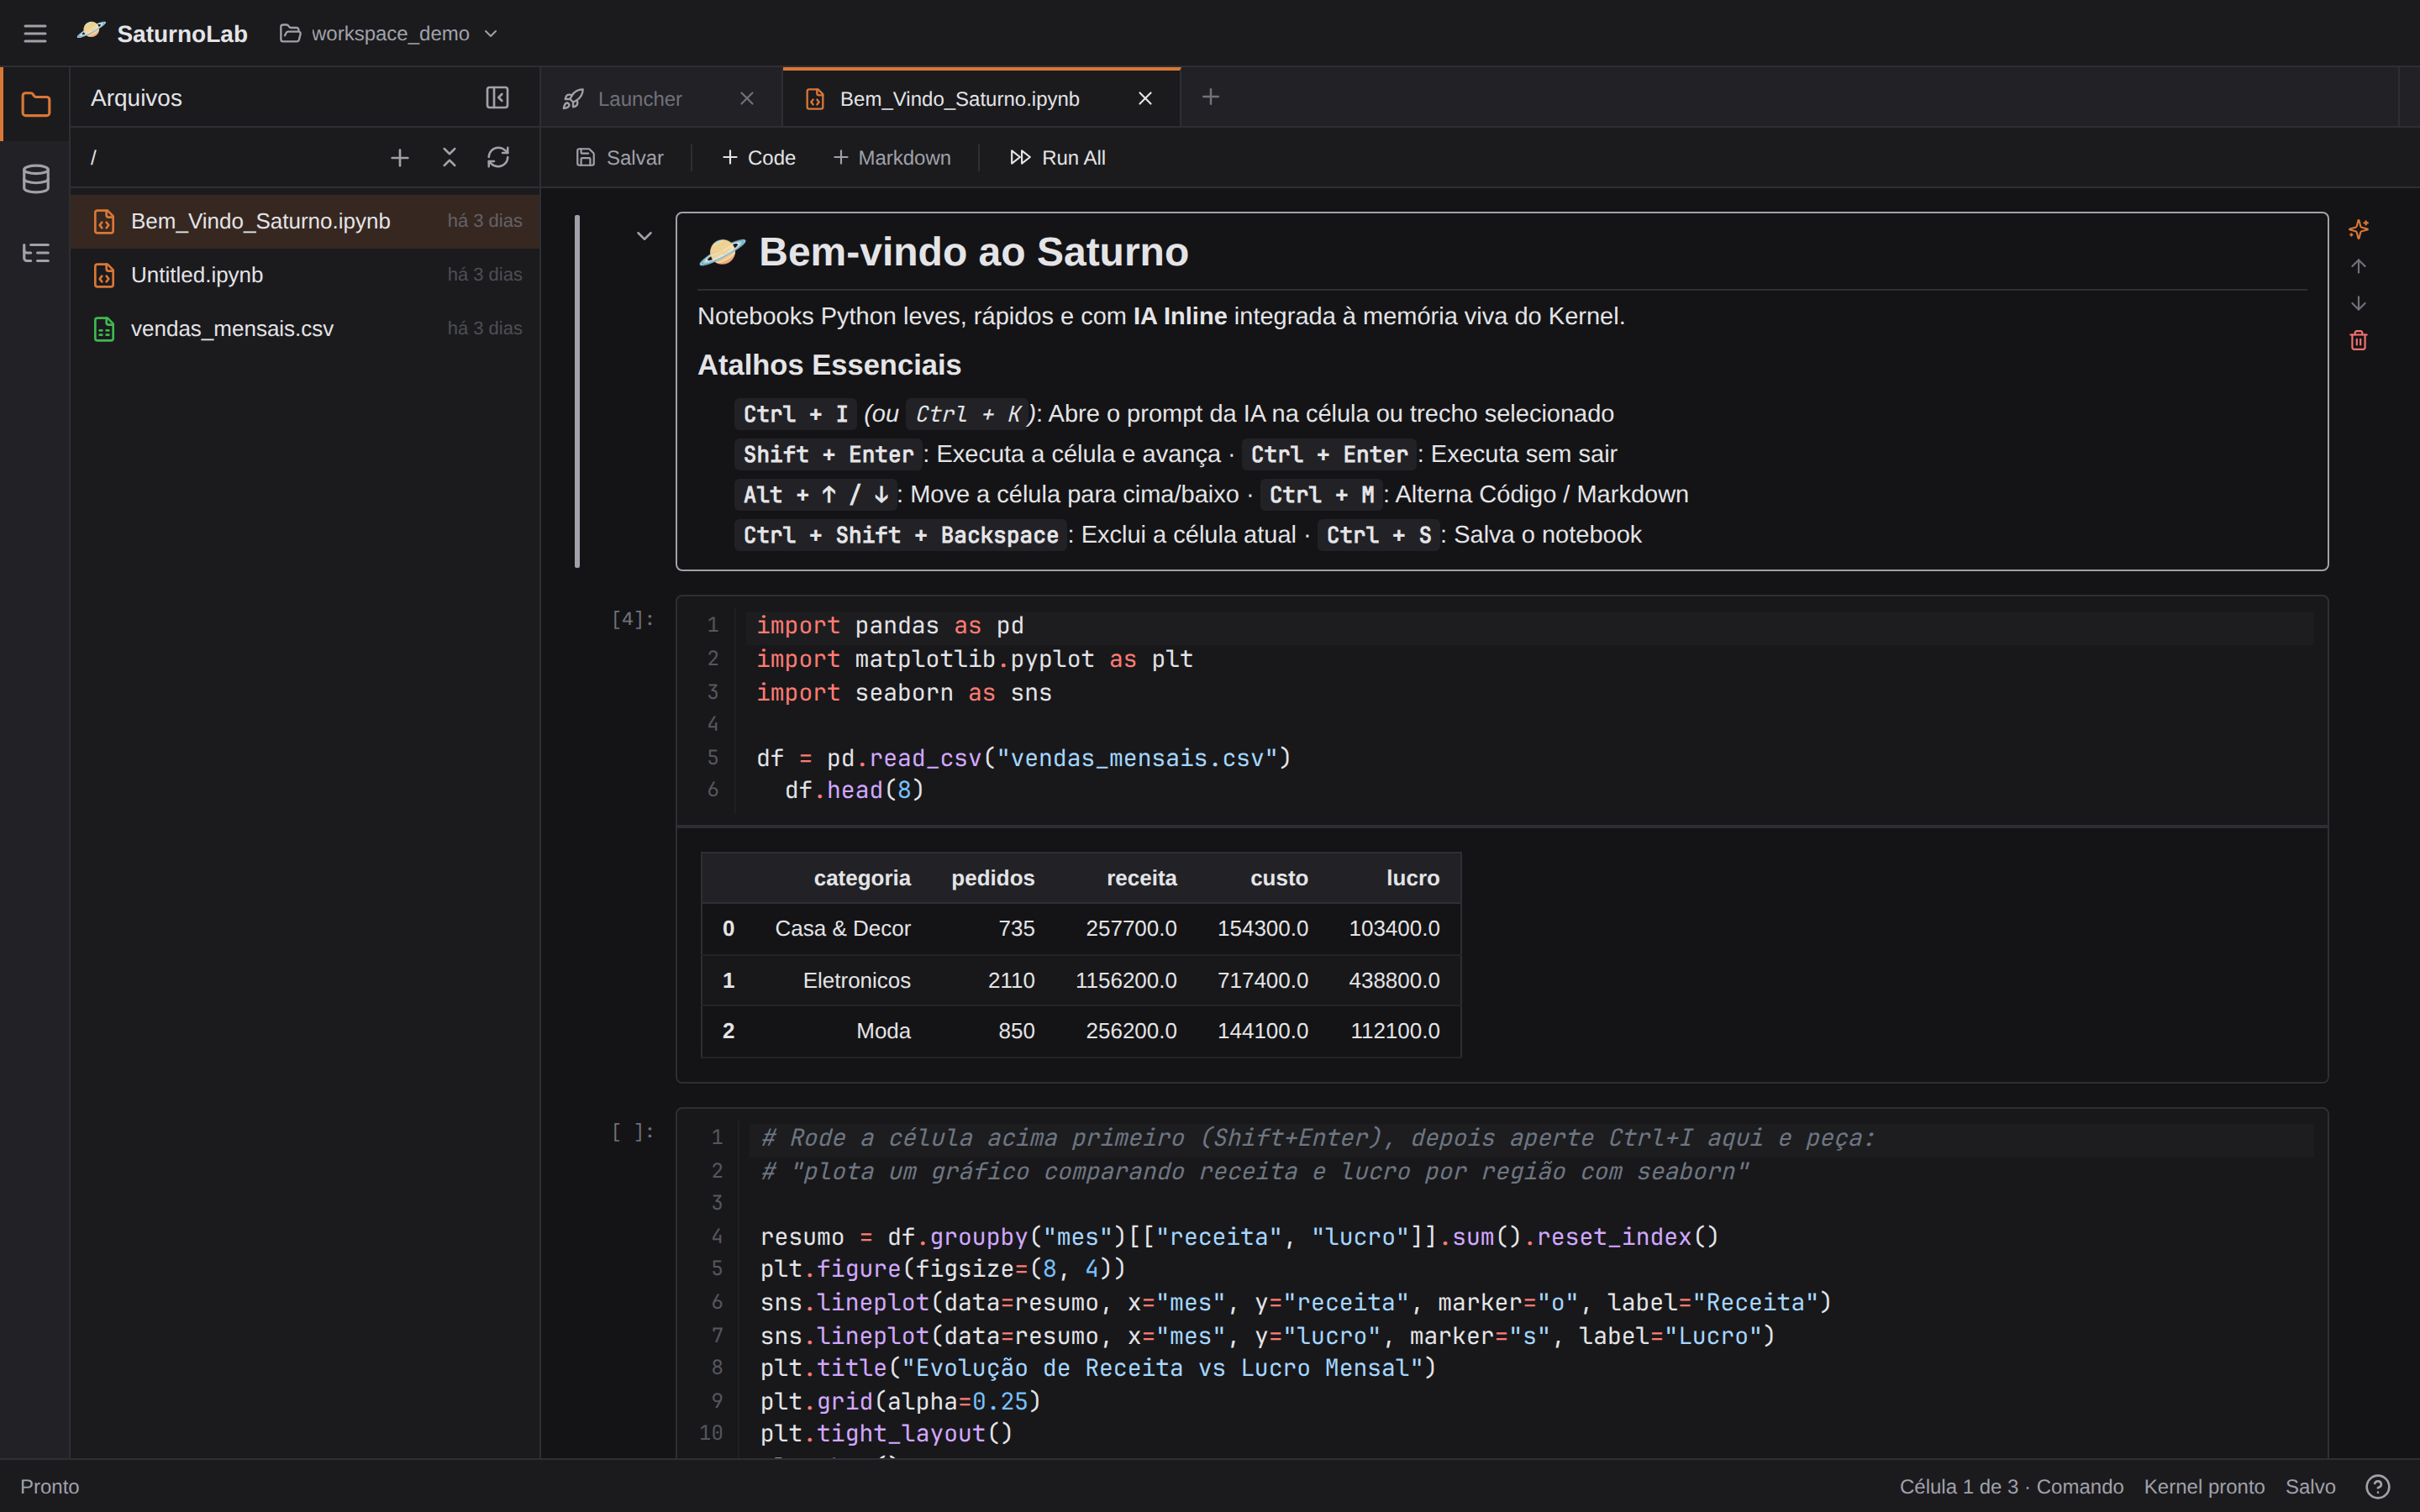 SaturnoLab
workspace_demo
Arquivos
Launcher
Bem_Vindo_Saturno.ipynb
/
Salvar
Code
Markdown
Run All
Bem_Vindo_Saturno.ipynb há 3 dias
Untitled.ipynb há 3 dias
vendas_mensais.csv há 3 dias
🪐 Bem-vindo ao Saturno
Notebooks Python leves, rápidos e com IA Inline integrada à memória viva do Kernel.
Atalhos Essenciais
Ctrl + I (ou Ctrl + K): Abre o prompt da IA na célula ou trecho selecionado
Shift + Enter: Executa a célula e avança · Ctrl + Enter: Executa sem sair
Alt + ↑ / ↓: Move a célula para cima/baixo · Ctrl + M: Alterna Código / Markdown
Ctrl + Shift + Backspace: Exclui a célula atual · Ctrl + S: Salva o notebook
[4]:
1 import pandas as pd
2 import matplotlib.pyplot as plt
3 import seaborn as sns
4
5 df = pd.read_csv("vendas_mensais.csv")
6   df.head(8)
categoria pedidos receita custo lucro
0 Casa & Decor 735 257700.0 154300.0 103400.0
1 Eletronicos 2110 1156200.0 717400.0 438800.0
2 Moda 850 256200.0 144100.0 112100.0
[ ]:
1 # Rode a célula acima primeiro (Shift+Enter), depois aperte Ctrl+I aqui e peça:
2 # "plota um gráfico comparando receita e lucro por região com seaborn"
3
4 resumo = df.groupby("mes")[["receita", "lucro"]].sum().reset_index()
5 plt.figure(figsize=(8, 4))
6 sns.lineplot(data=resumo, x="mes", y="receita", marker="o", label="Receita")
7 sns.lineplot(data=resumo, x="mes", y="lucro", marker="s", label="Lucro")
8 plt.title("Evolução de Receita vs Lucro Mensal")
9 plt.grid(alpha=0.25)
10 plt.tight_layout()
Pronto
Célula 1 de 3 · Comando Kernel pronto Salvo